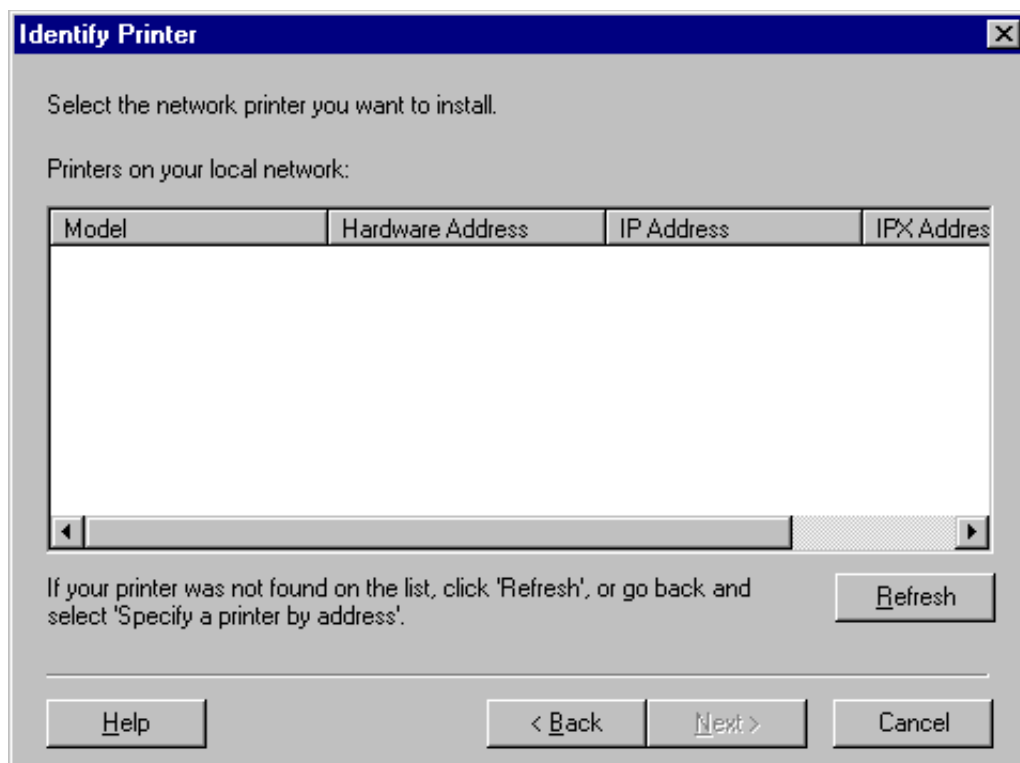 Identify Printer
Select the network printer you want to install.
Printers on your local network:
Model Hardware Address IP Address IPX Addres
If your printer was not found on the list, click 'Refresh', or go back and
select 'Specify a printer by address'.
Refresh
Help < Back Next > Cancel